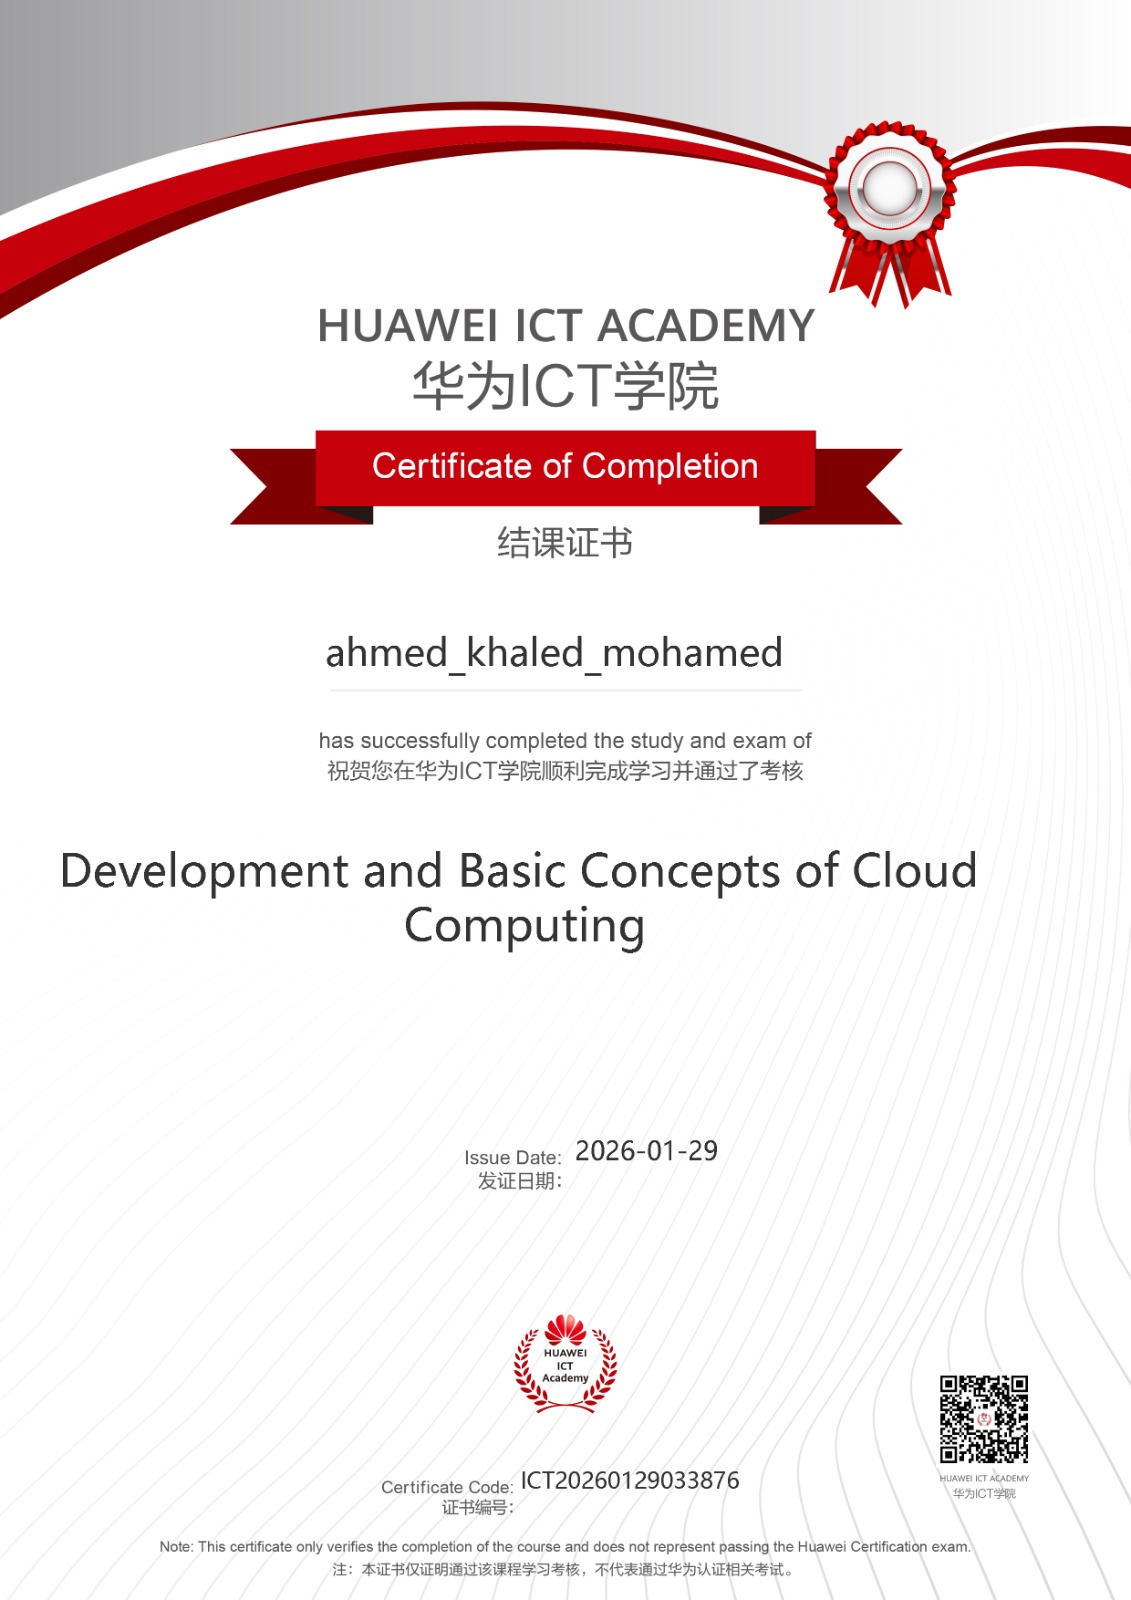 HUAWEI ICT ACADEMY
华为ICT学院
Certificate of Completion
结课证书
ahmed_khaled_mohamed
has successfully completed the study and exam of
祝贺您在华为ICT学院顺利完成学习并通过了考核
Development and Basic Concepts of Cloud
Computing
Issue Date: 2026-01-29
发证日期：
HUAWEI
ICT
Academy
HUAWEI ICT ACADEMY
华为ICT学院
Certificate Code: ICT20260129033876
证书编号：
Note: This certificate only verifies the completion of the course and does not represent passing the Huawei Certification exam.
注：本证书仅证明通过该课程学习考核，不代表通过华为认证相关考试。